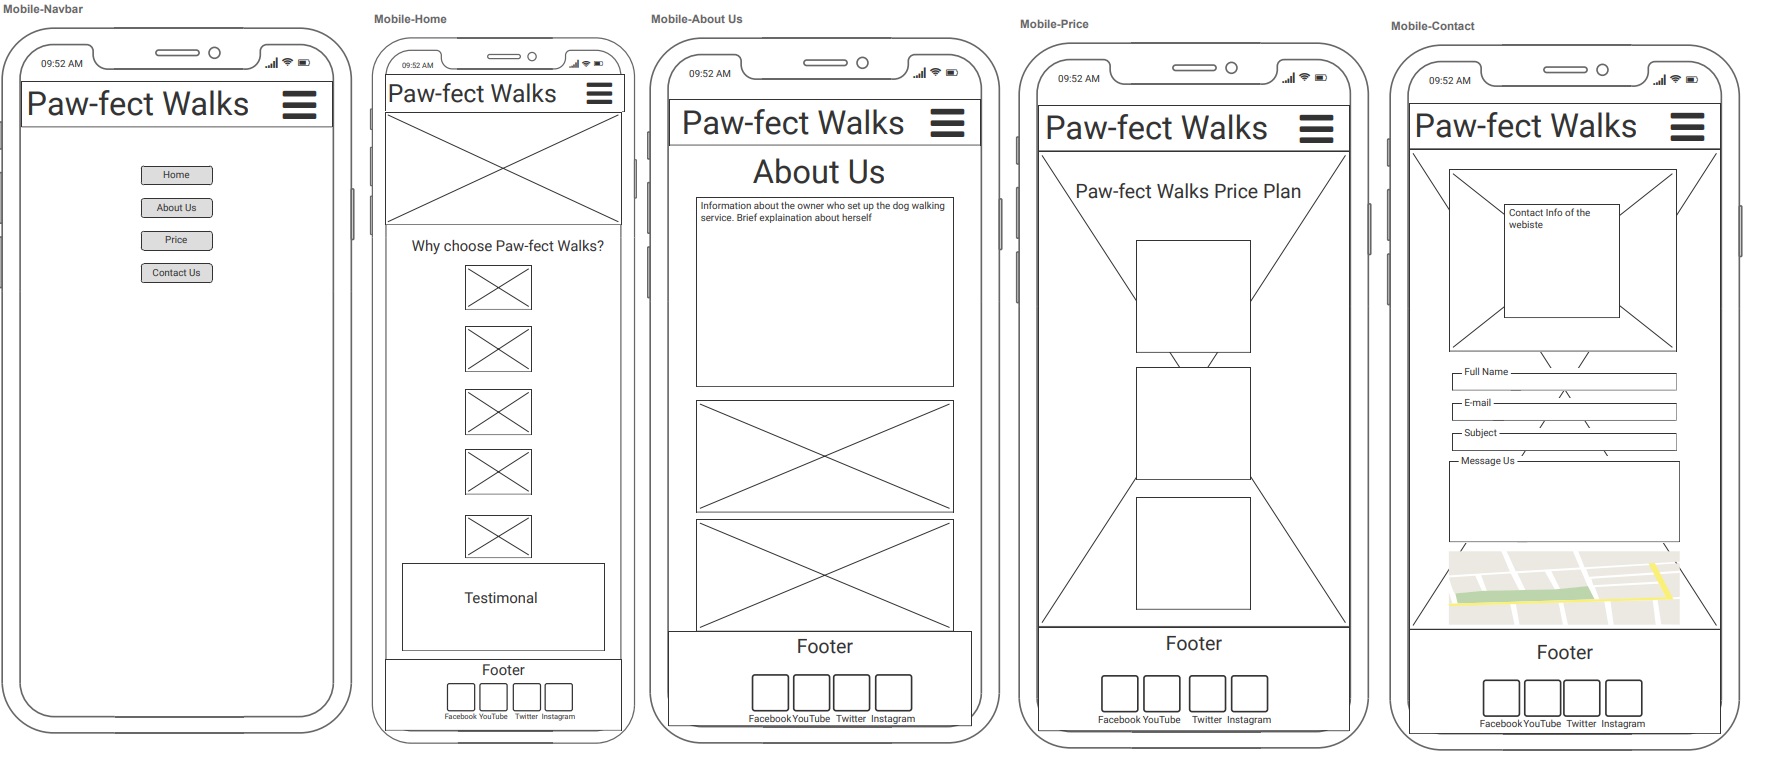 Mobile-Navbar
09:52 AM
Paw-fect Walks
Home
About Us
Price
Contact Us
Mobile-Home
09:52 AM
Paw-fect Walks
Why choose Paw-fect Walks?
Testimonal
Footer
Facebook YouTube Twitter Instagram
Mobile-About Us
09:52 AM
Paw-fect Walks
About Us
Information about the owner who set up the dog walking
service. Brief explaination about herself
Footer
Facebook YouTube Twitter Instagram
Mobile-Price
09:52 AM
Paw-fect Walks
Paw-fect Walks Price Plan
Footer
Facebook YouTube Twitter Instagram
Mobile-Contact
09:52 AM
Paw-fect Walks
Contact Info of the
webiste
Full Name
E-mail
Subject
Message Us
Footer
Facebook YouTube Twitter Instagram